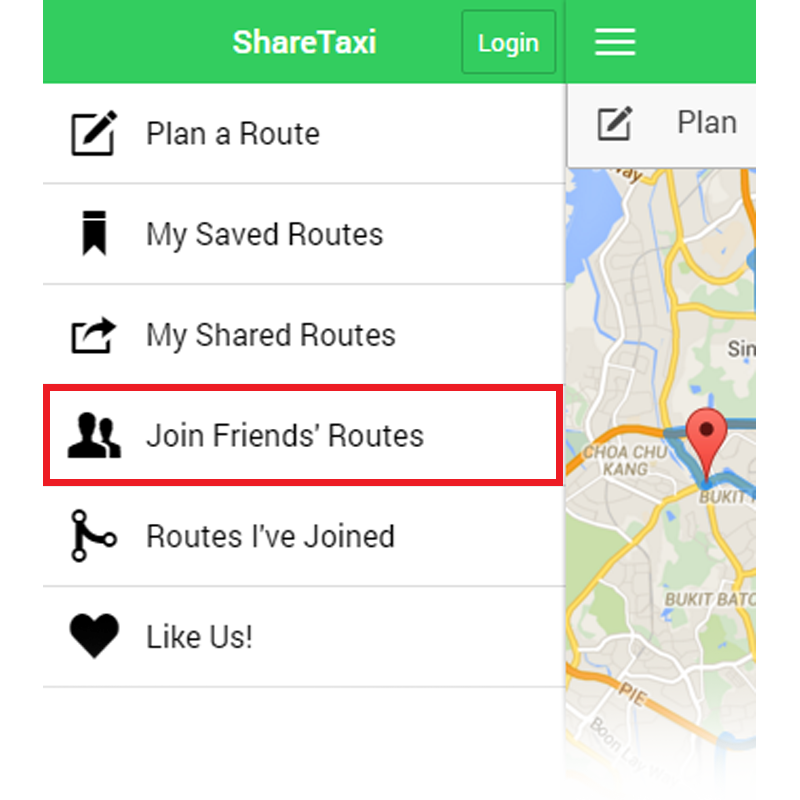 ShareTaxi
Login
Plan a Route
My Saved Routes
My Shared Routes
Join Friends' Routes
Routes I've Joined
Like Us!
Plan
way
Sin
CHOA CHU
KANG
BUKIT
BUKIT BATO
PIE
Boon Lay Way